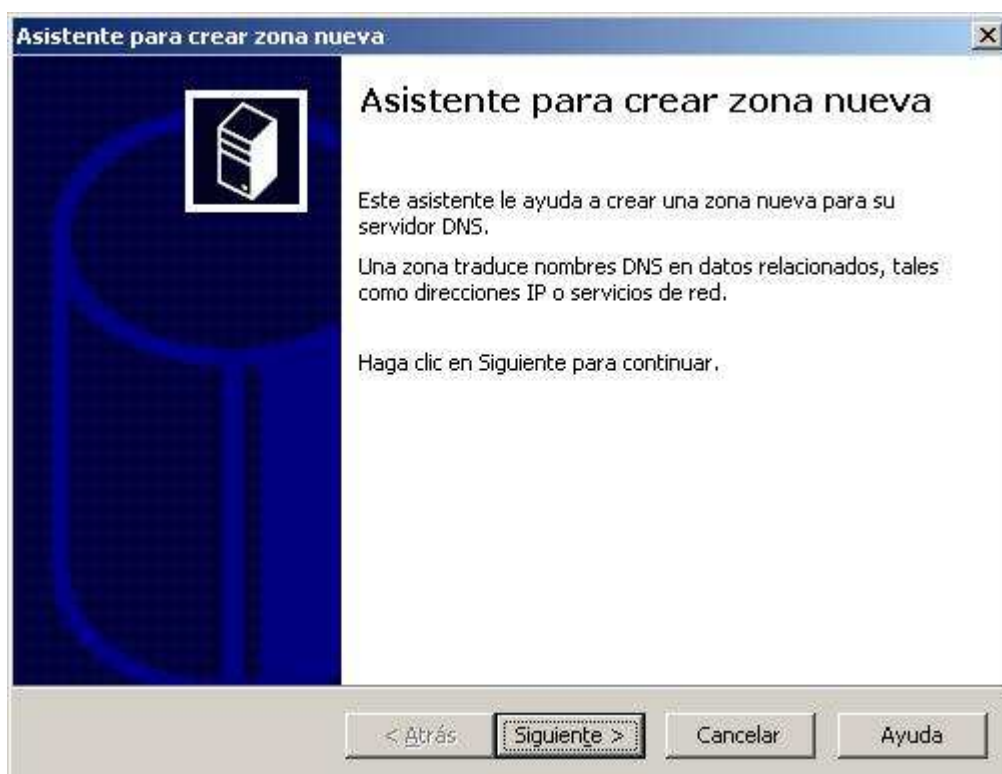 Asistente para crear zona nueva
Asistente para crear zona nueva
Este asistente le ayuda a crear una zona nueva para su
servidor DNS.
Una zona traduce nombres DNS en datos relacionados, tales
como direcciones IP o servicios de red.
Haga clic en Siguiente para continuar.
< Atrás
Siguiente >
Cancelar
Ayuda